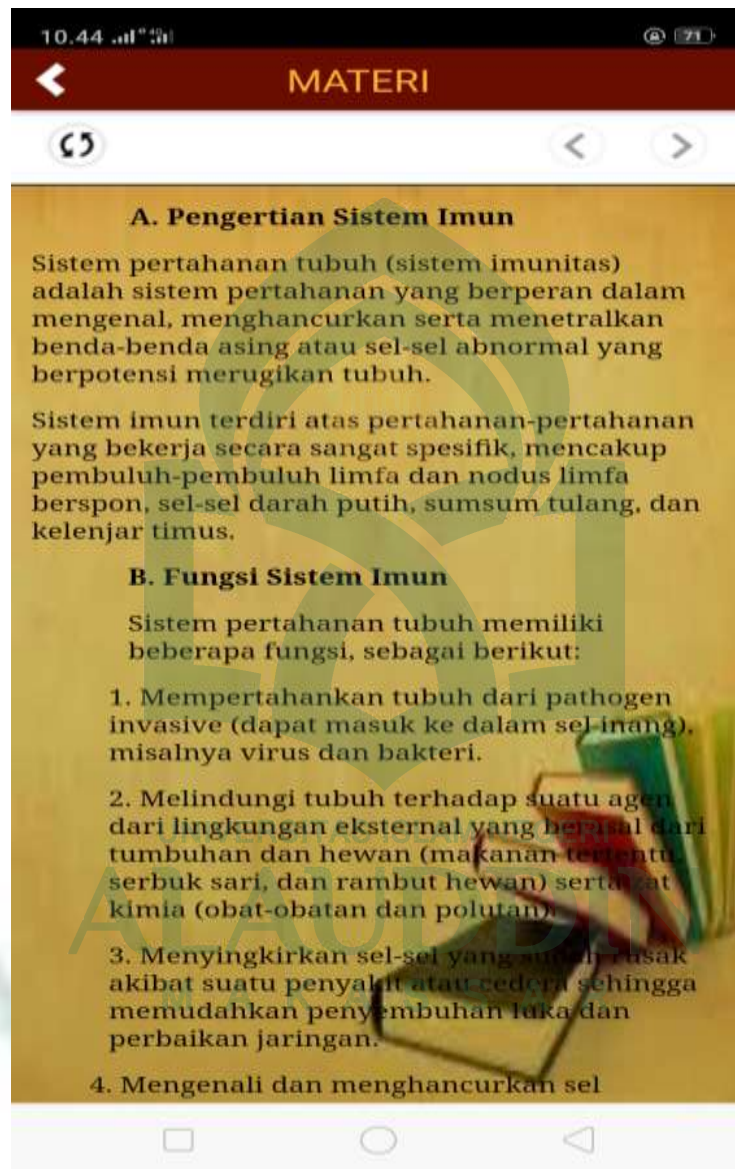 10.44
71
MATERI
A. Pengertian Sistem Imun
Sistem pertahanan tubuh (sistem imunitas)
adalah sistem pertahanan yang berperan dalam
mengenal, menghancurkan serta menetralkan
benda-benda asing atau sel-sel abnormal yang
berpotensi merugikan tubuh.
Sistem imun terdiri atas pertahanan-pertahanan
yang bekerja secara sangat spesifik, mencakup
pembuluh-pembuluh limfa dan nodus limfa
berspon, sel-sel darah putih, sumsum tulang, dan
kelenjar timus.
B. Fungsi Sistem Imun
Sistem pertahanan tubuh memiliki
beberapa fungsi, sebagai berikut:
1. Mempertahankan tubuh dari pathogen
invasive (dapat masuk ke dalam sel inang),
misalnya virus dan bakteri.
2. Melindungi tubuh terhadap suatu agen
dari lingkungan eksternal yang berasal dari
tumbuhan dan hewan (makanan tertentu,
serbuk sari, dan rambut hewan) serta zat
kimia (obat-obatan dan polutan).
ALAUDDIN
3. Menyingkirkan sel-sel yang sudah rusak
akibat suatu penyakit atau cedera sehingga
memudahkan penyembuhan luka dan
perbaikan jaringan.
4. Mengenali dan menghancurkan sel